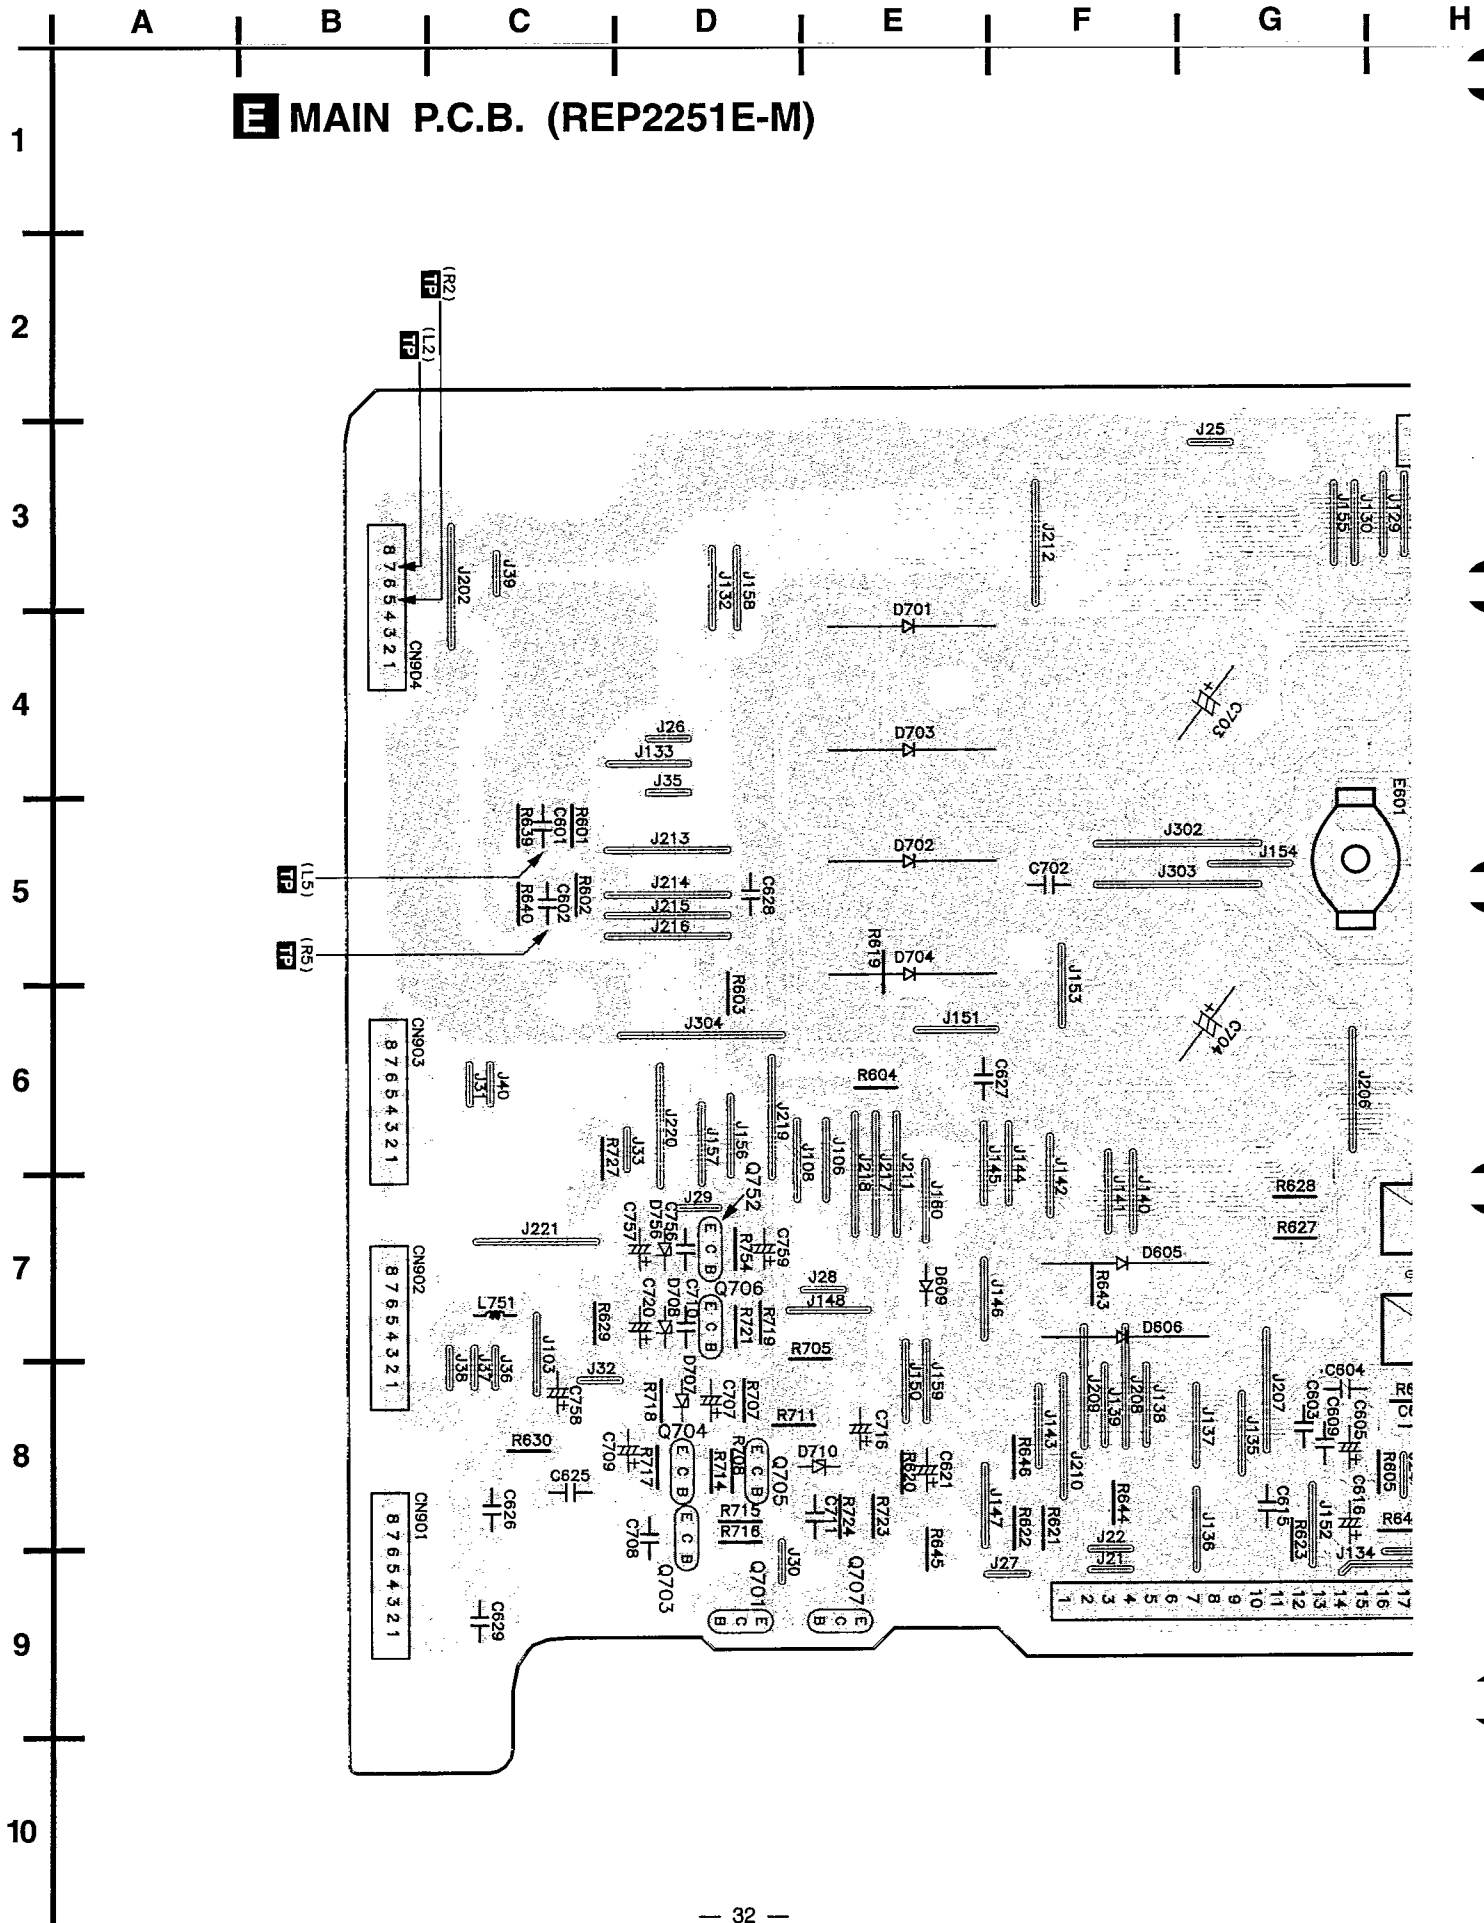 A B C D E F G H
E MAIN P.C.B. (REP2251E-M)
1
2
3
4
5
6
7
8
9
10
TP (R2)
TP (L2)
J25
J155
J130
J129
J212
8 7 6 5 4 3 2 1
CN904
J202
J39
J132
J158
D701
C703
J26
J133
J35
D703
E601
R639
C601
R601
J213
D702
J302
J154
J303
C702
TP (L5)
R640
C602
R602
J214
J215
J216
C628
TP (R5)
R619
D704
J153
R603
J304
J151
C704
CN903
8 7 6 5 4 3 2 1
J31
J40
R604
C627
J206
J220
J157
J156
J219
J33
R727
J108
J106
J218
J217
J211
J160
J145
J144
J142
J141
J140
R628
R627
Q752
J29
C757
D756
C756
E C B
R754
C759
J221
CN902
8 7 6 5 4 3 2 1
L751
J28
J148
D609
J146
D605
R643
D606
Q706
C720
D708
C710
E C B
R721
R719
R629
J103
R705
J38
J37
J36
J32
C758
D707
R718
C707
R707
R711
C716
J150
J159
J209
J139
J208
J138
J137
J135
J207
C604
C603
C609
C605
J143
J210
R630
Q704
C709
R717
E C B
R714
R708
E C B
Q705
D710
R620
C621
R646
R605
C625
C626
CN901
8 7 6 5 4 3 2 1
R715
R716
C708
E C B
Q703
C711
R724
R723
R645
J147
R622
R621
R644
J22
J21
J136
C615
R623
J152
C616
J134
J30
J27
Q701
B C E
Q707
B C E
C629
1 2 3 4 5 6 7 8 9 10 11 12 13 14 15 16 17
— 32 —